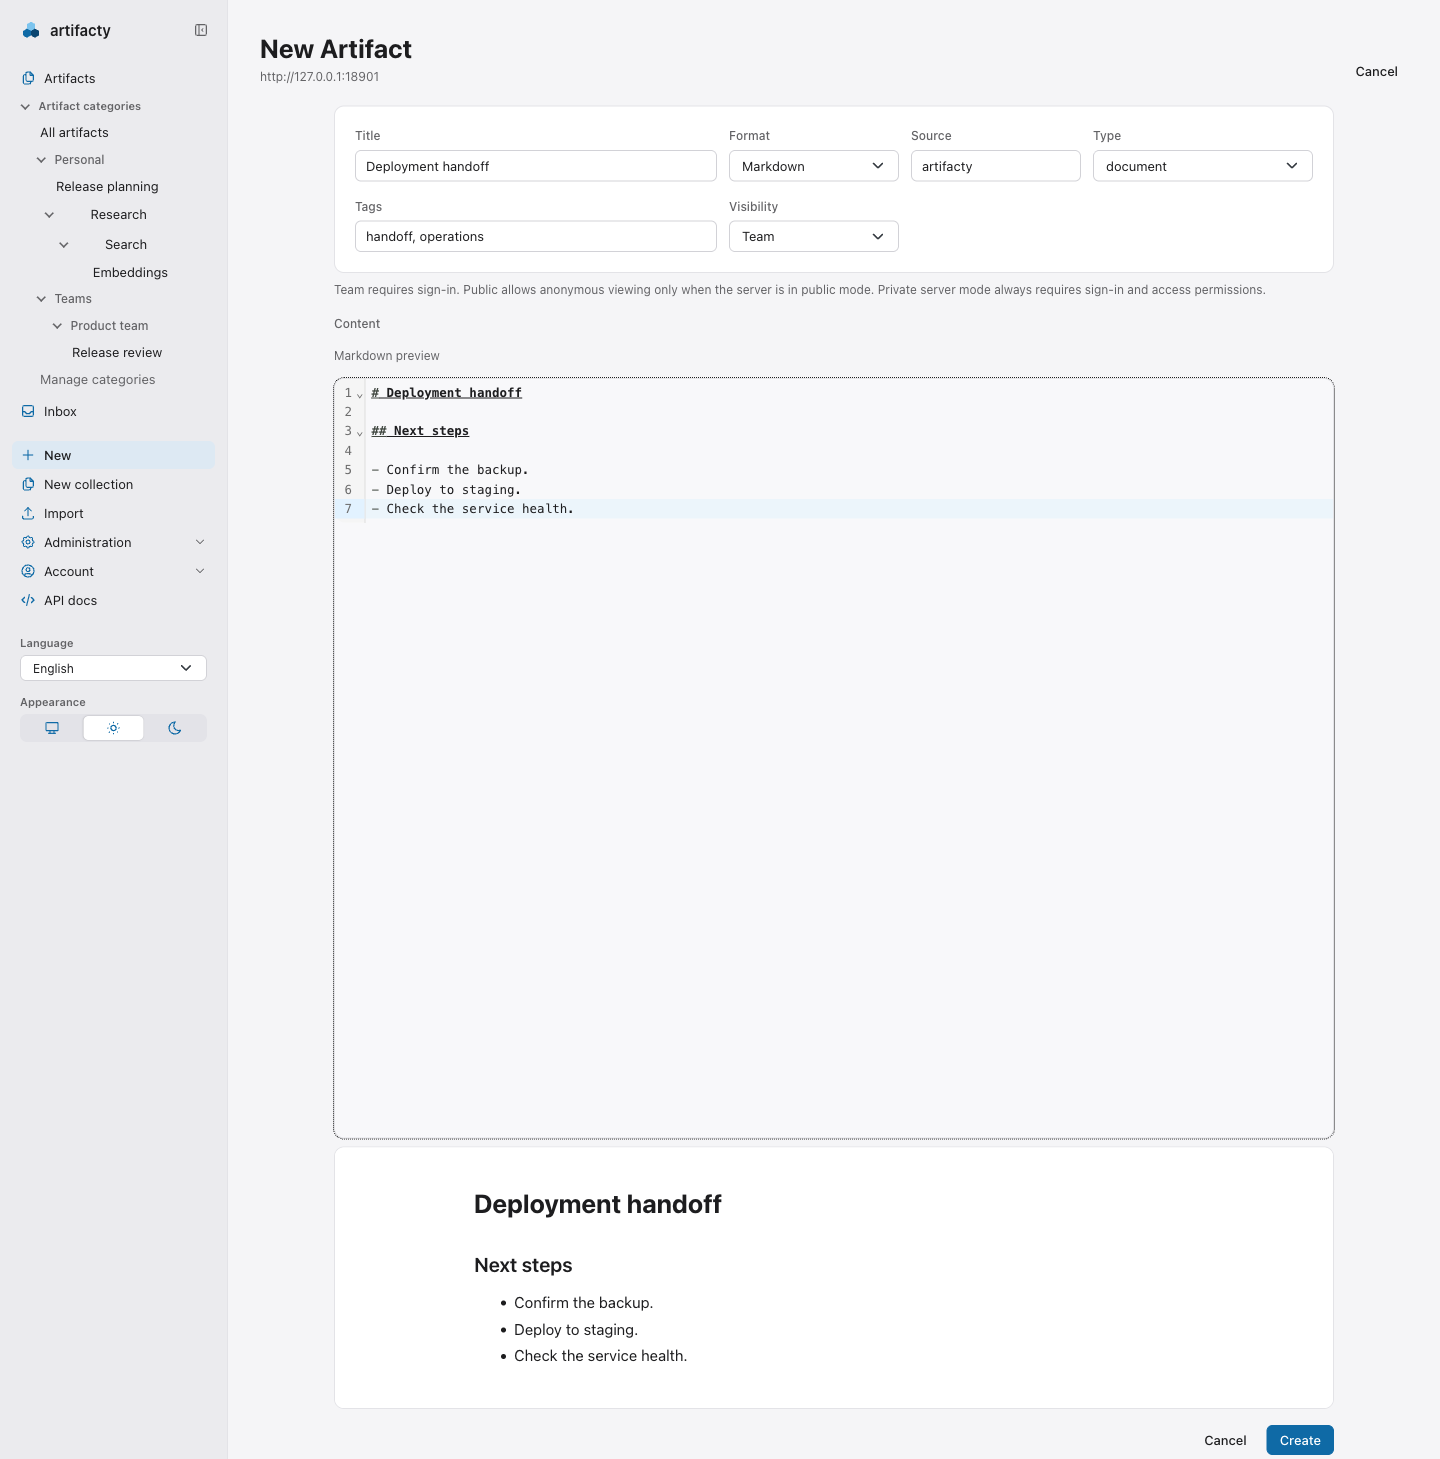 artifacty
Artifacts
Artifact categories
All artifacts
Personal
Release planning
Research
Search
Embeddings
Teams
Product team
Release review
Manage categories
Inbox
New
New collection
Import
Administration
Account
API docs
Language
English
Appearance
New Artifact
http://127.0.0.1:18901
Cancel
Title Format Source Type
Deployment handoff Markdown artifacty document
Tags Visibility
handoff, operations Team
Team requires sign-in. Public allows anonymous viewing only when the server is in public mode. Private server mode always requires sign-in and access permissions.
Content
Markdown preview
1 # Deployment handoff
2
3 ## Next steps
4
5 - Confirm the backup.
6 - Deploy to staging.
7 - Check the service health.
Deployment handoff
Next steps
• Confirm the backup.
• Deploy to staging.
• Check the service health.
Cancel Create